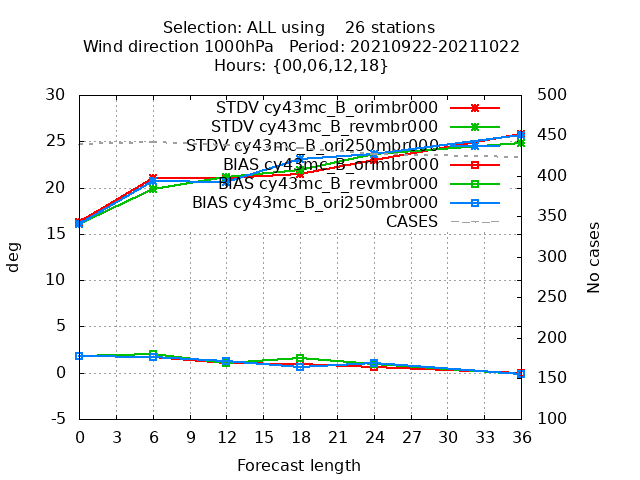 Selection: ALL using    26 stations
Wind direction 1000hPa   Period: 20210922-20211022
Hours: {00,06,12,18}
30 500
STDV cy43mc_B_orimbr000
STDV cy43mc_B_revmbr000
25 450
STDV cy43mc_B_ori250mbr000
BIAS cy43mc_B_orimbr000
400
20 BIAS cy43mc_B_revmbr000
BIAS cy43mc_B_ori250mbr000
350
CASES
15
deg
No cases
300
10
250
5
200
0
150
-5 100
0 3 6 9 12 15 18 21 24 27 30 33 36
Forecast length